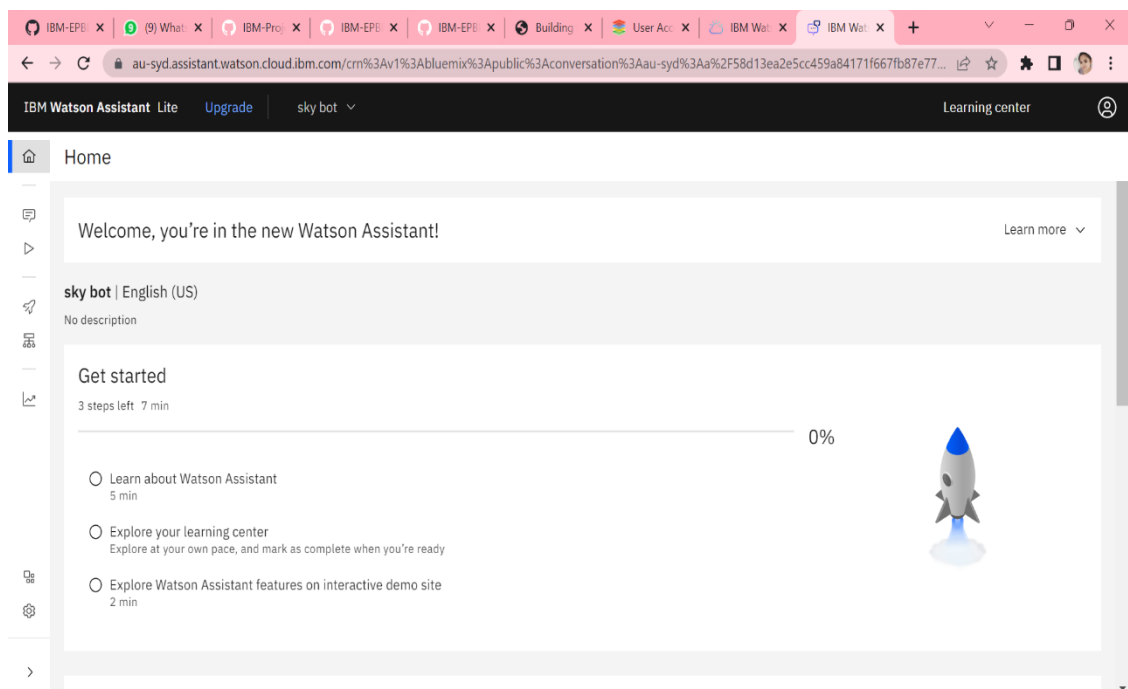 IBM-EPB (9) What IBM-Proj IBM-EPB IBM-EPB Building User Acc IBM Wat IBM Wat
au-syd.assistant.watson.cloud.ibm.com/crn%3Av1%3Abluemix%3Apublic%3Aconversation%3Aau-syd%3Aa%2F58d13ea2e5cc459a84171f667fb87e77...
IBM Watson Assistant Lite Upgrade sky bot Learning center
Home
Welcome, you're in the new Watson Assistant! Learn more
sky bot | English (US)
No description
Get started
3 steps left 7 min
0%
Learn about Watson Assistant
5 min
Explore your learning center
Explore at your own pace, and mark as complete when you're ready
Explore Watson Assistant features on interactive demo site
2 min